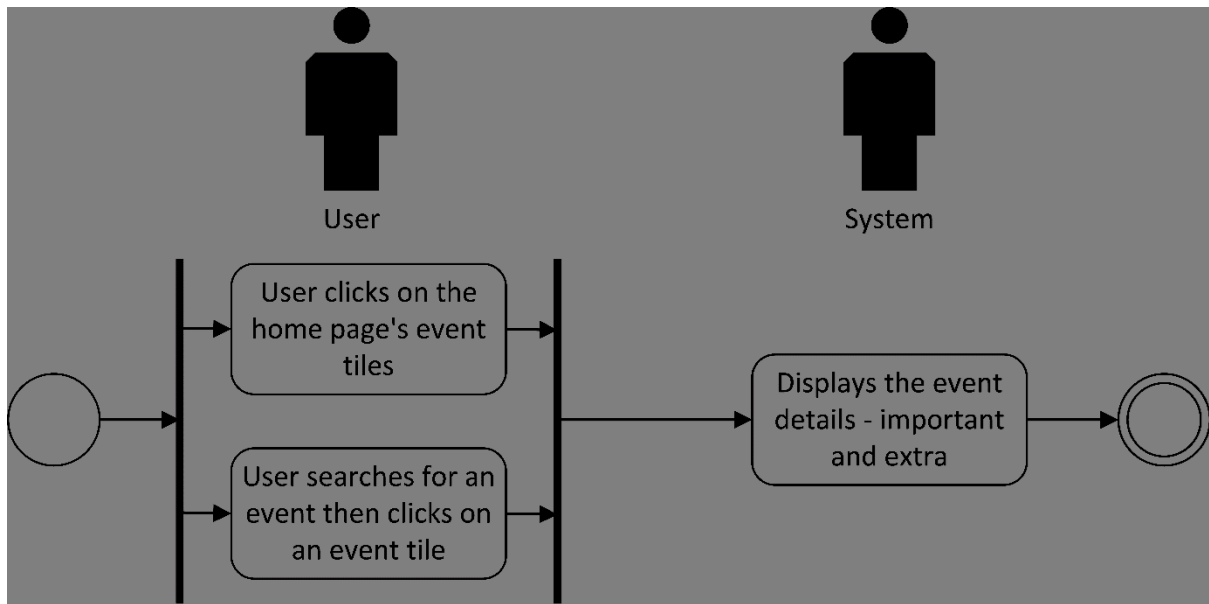 User
System
User clicks on the
home page's event
tiles
User searches for an
event then clicks on
an event tile
Displays the event
details - important
and extra